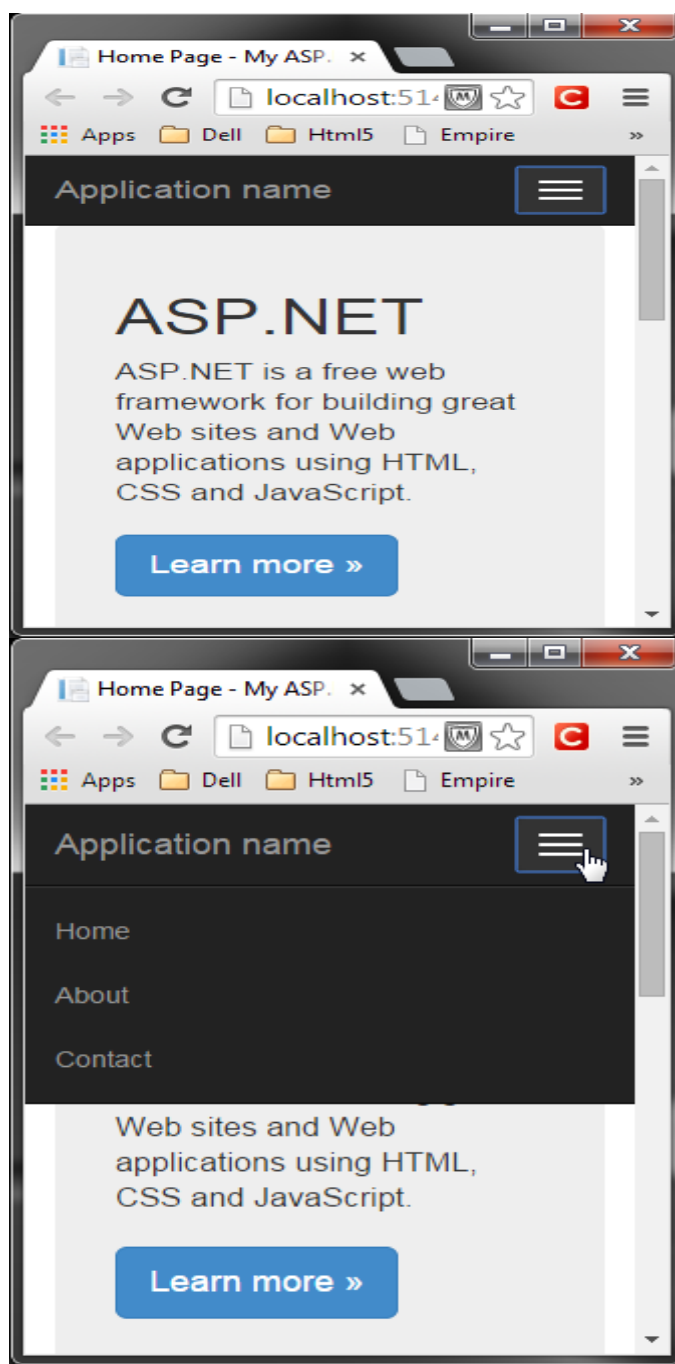 Home Page - My ASP.
localhost:514
Apps Dell Html5 Empire »
Application name
ASP.NET
ASP.NET is a free web
framework for building great
Web sites and Web
applications using HTML,
CSS and JavaScript.
Learn more »
Home Page - My ASP.
localhost:514
Apps Dell Html5 Empire »
Application name
Home
About
Contact
Web sites and Web
applications using HTML,
CSS and JavaScript.
Learn more »